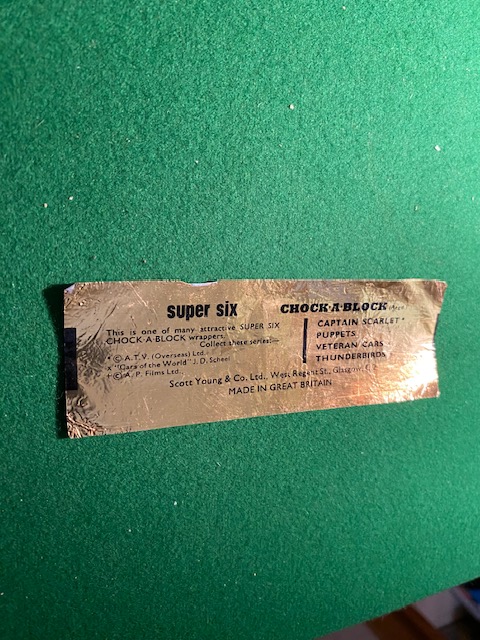 super six
This is one of many attractive SUPER SIX
CHOCK-A-BLOCK wrappers.
Collect these series:—
* © A.T.V. (Overseas) Ltd.
x "Cars of the World" J. D. Scheel
+ © A.P. Films Ltd.
CHOCK·A·BLOCK
CAPTAIN SCARLET*
PUPPETS
VETERAN CARS
THUNDERBIRDS
Scott Young & Co. Ltd., West Regent St., Glasgow,
MADE IN GREAT BRITAIN